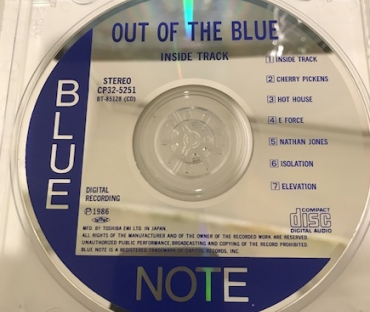 OUT OF THE BLUE
INSIDE TRACK
STEREO
CP32-5251
BT-85128 (CD)
1 INSIDE TRACK
2 CHERRY PICKENS
3 HOT HOUSE
4 E.FORCE
5 NATHAN JONES
6 ISOLATION
7 ELEVATION
BLUE
DIGITAL
RECORDING
℗1986
MFD. BY TOSHIBA EMI LTD. IN JAPAN.
ALL RIGHTS OF THE MANUFACTURER AND OF THE OWNER OF THE RECORDED WORK ARE RESERVED.
UNAUTHORIZED PUBLIC PERFORMANCE, BROADCASTING AND COPYING OF THE RECORD PROHIBITED.
BLUE NOTE IS A REGISTERED TRADEMARK OF CAPITOL RECORDS, INC.
COMPACT
disc
DIGITAL AUDIO
NOTE